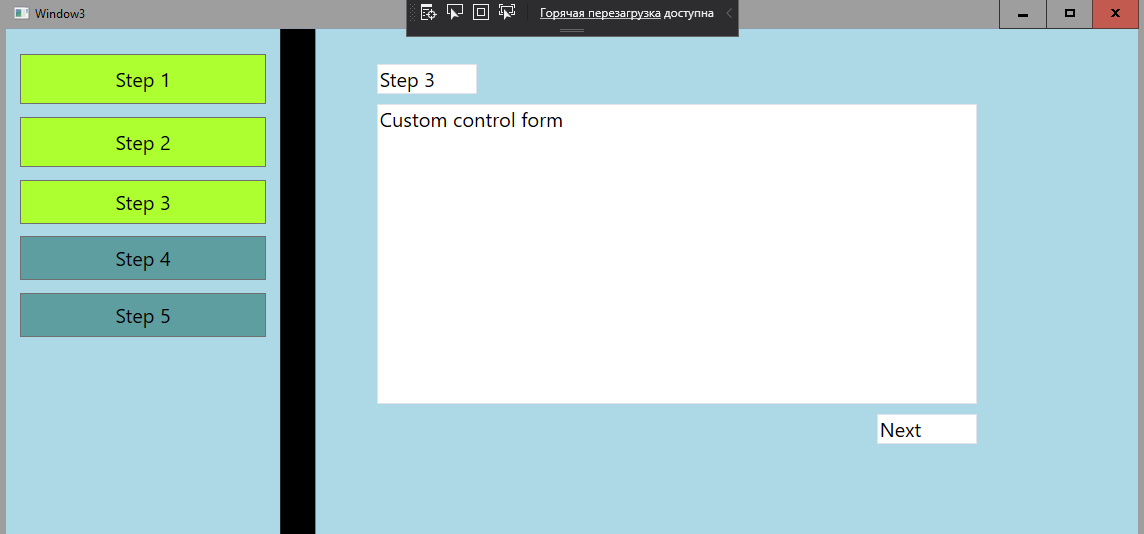 Window3
Горячая перезагрузка доступна
Step 1
Step 2
Step 3
Step 4
Step 5
Step 3
Custom control form
Next